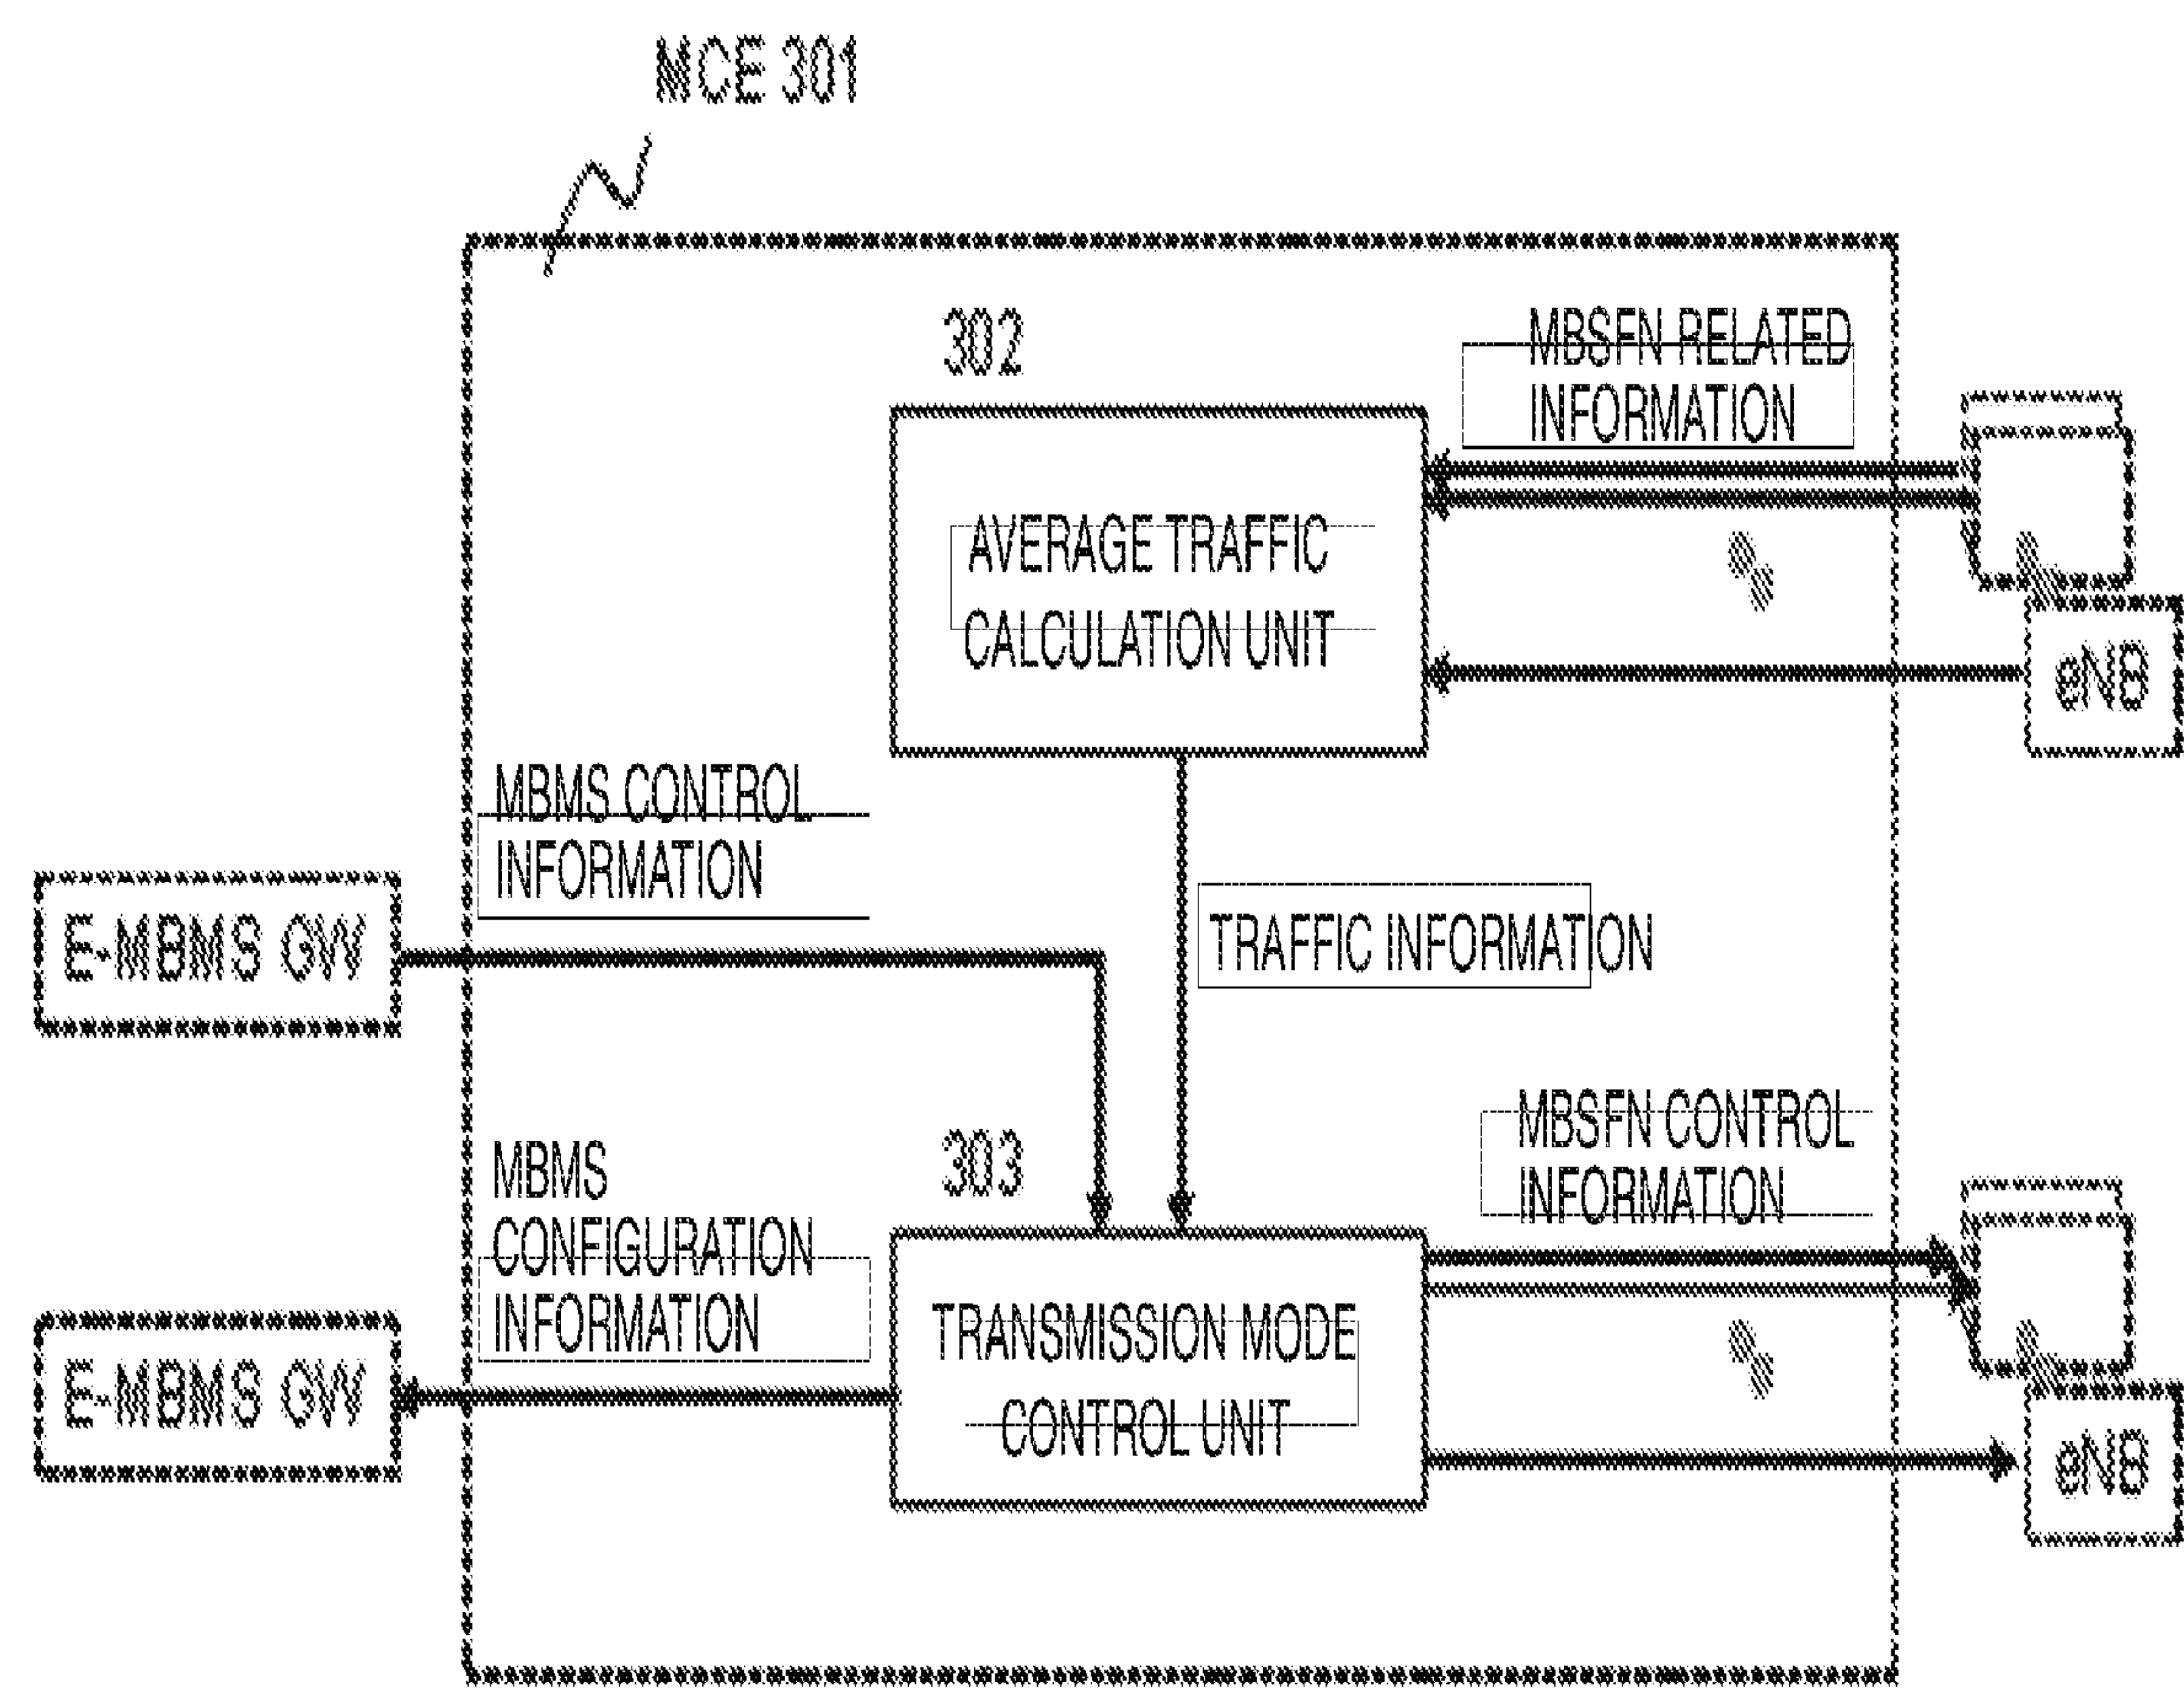 MCE 301
302
MBSFN RELATED
INFORMATION
AVERAGE TRAFFIC
CALCULATION UNIT
eNB
MBMS CONTROL
INFORMATION
E-MBMS GW
TRAFFIC INFORMATION
MBSFN CONTROL
INFORMATION
303
MBMS
CONFIGURATION
INFORMATION
TRANSMISSION MODE
CONTROL UNIT
E-MBMS GW
eNB